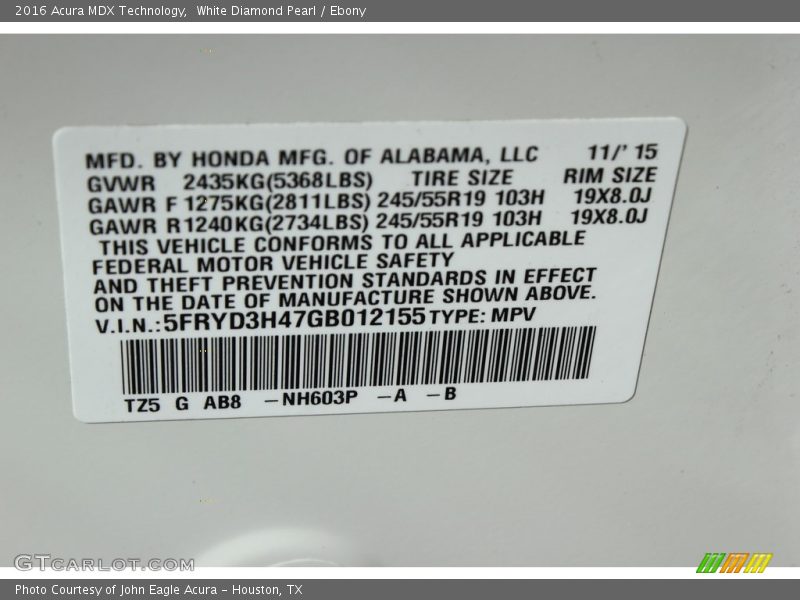 2016 Acura MDX Technology,  White Diamond Pearl / Ebony
MFD. BY HONDA MFG. OF ALABAMA, LLC 11/' 15
GVWR 2435KG(5368LBS) TIRE SIZE RIM SIZE
GAWR F 1275KG(2811LBS) 245/55R19 103H 19X8.0J
GAWR R 1240KG(2734LBS) 245/55R19 103H 19X8.0J
THIS VEHICLE CONFORMS TO ALL APPLICABLE
FEDERAL MOTOR VEHICLE SAFETY
AND THEFT PREVENTION STANDARDS IN EFFECT
ON THE DATE OF MANUFACTURE SHOWN ABOVE.
V.I.N.:5FRYD3H47GB012155 TYPE: MPV
TZ5 G AB8 -NH603P -A -B
GTCARLOT.COM
Photo Courtesy of John Eagle Acura - Houston, TX